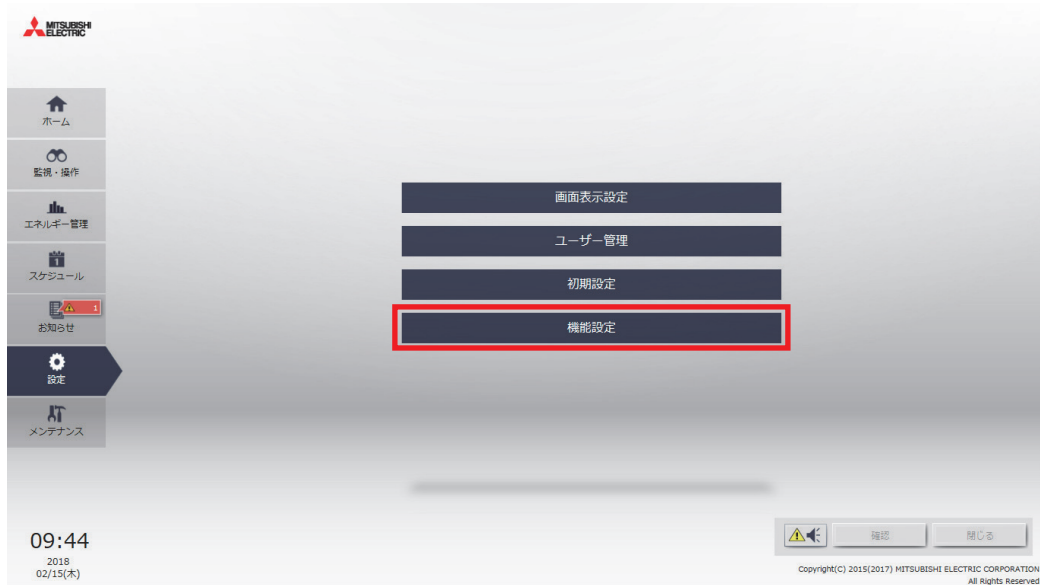 MITSUBISHI
ELECTRIC
ホーム
監視・操作
エネルギー管理
1
スケジュール
1
お知らせ
設定
メンテナンス
画面表示設定
ユーザー管理
初期設定
機能設定
09:44
2018
02/15(木)
確認
閉じる
Copyright(C) 2015(2017) MITSUBISHI ELECTRIC CORPORATION
All Rights Reserved